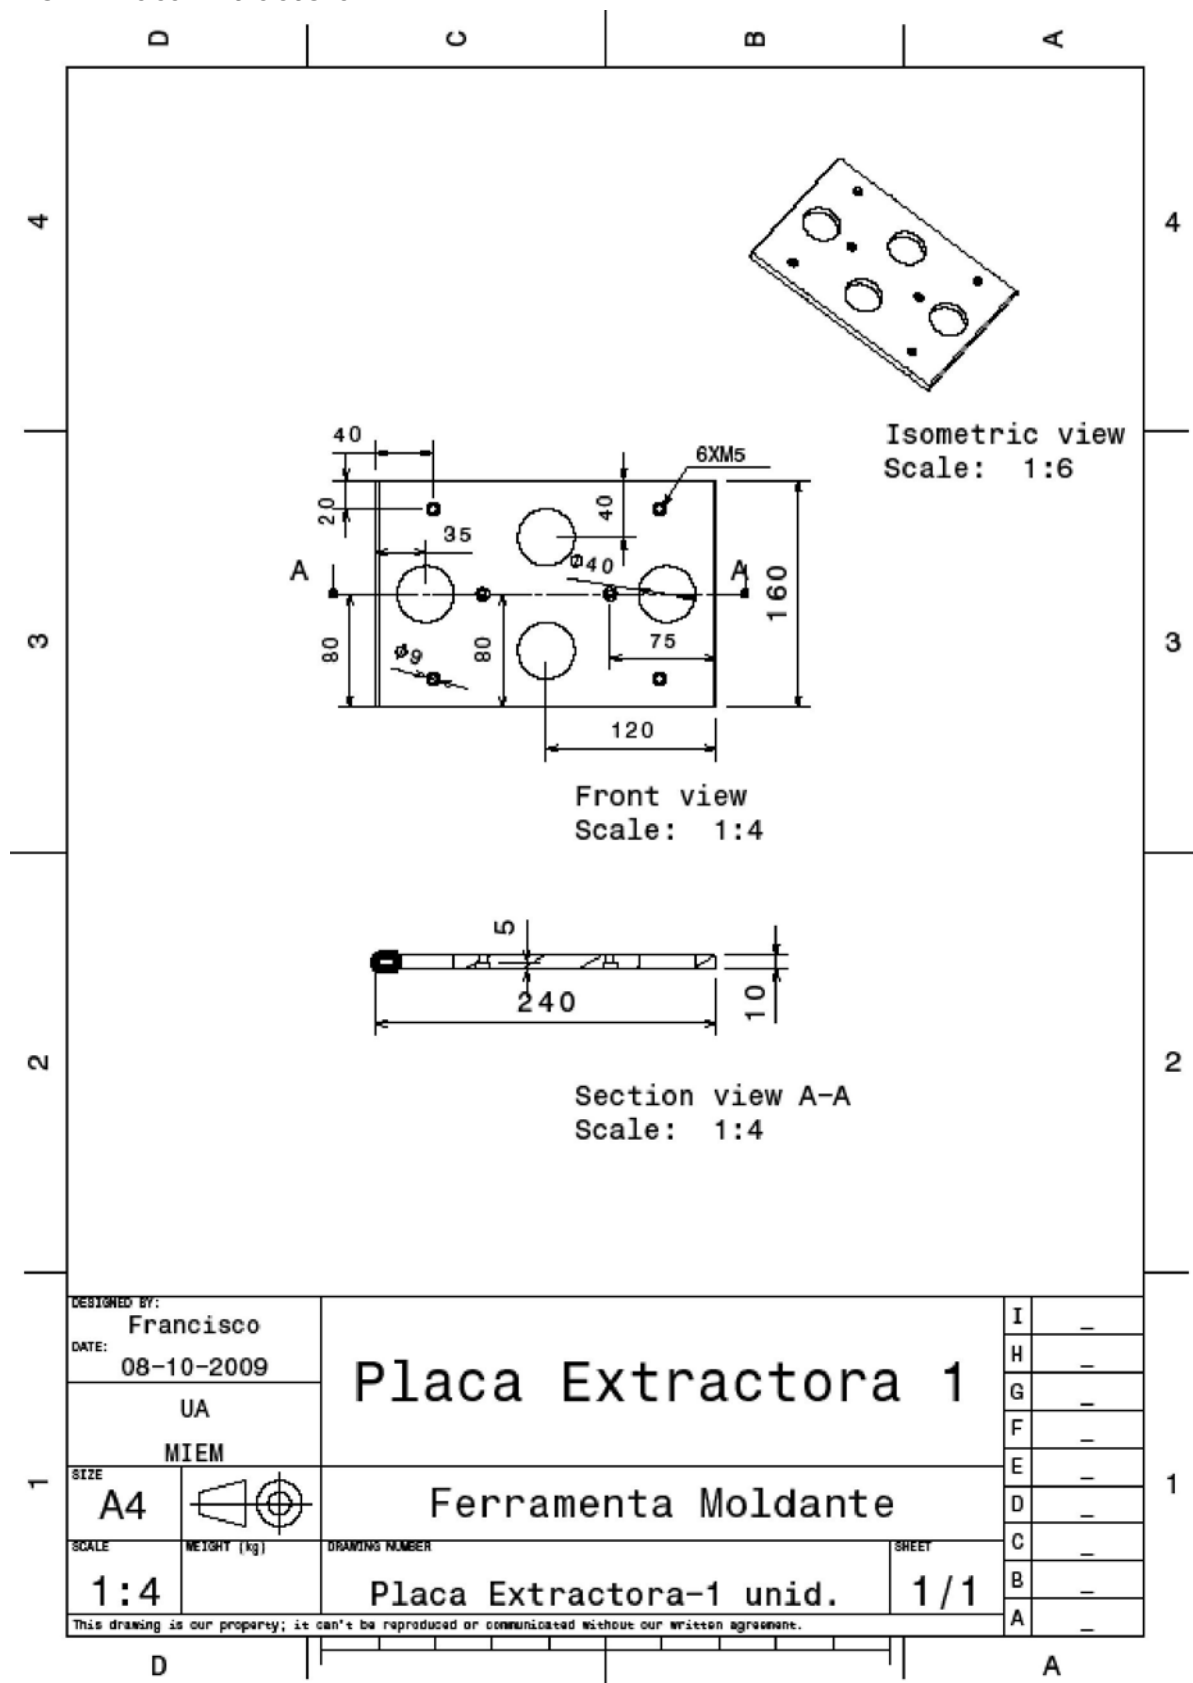 D C B A
4 4
Isometric view
Scale: 1:6
40
6XM5
20
40
35
A A
Ø40
160
3 3
80
Ø9
80
75
120
Front view
Scale: 1:4
5
240
10
2 2
Section view A-A
Scale: 1:4
DESIGNED BY:
Francisco
DATE:
08-10-2009
UA
MIEM
Placa Extractora 1
I _
H _
G _
F _
E _
D _
C _
B _
A _
1 1
SIZE
A4
Ferramenta Moldante
SCALE
1:4
WEIGHT (kg)
DRAWING NUMBER
Placa Extractora-1 unid.
SHEET
1/1
This drawing is our property; it can't be reproduced or communicated without our written agreement.
D A